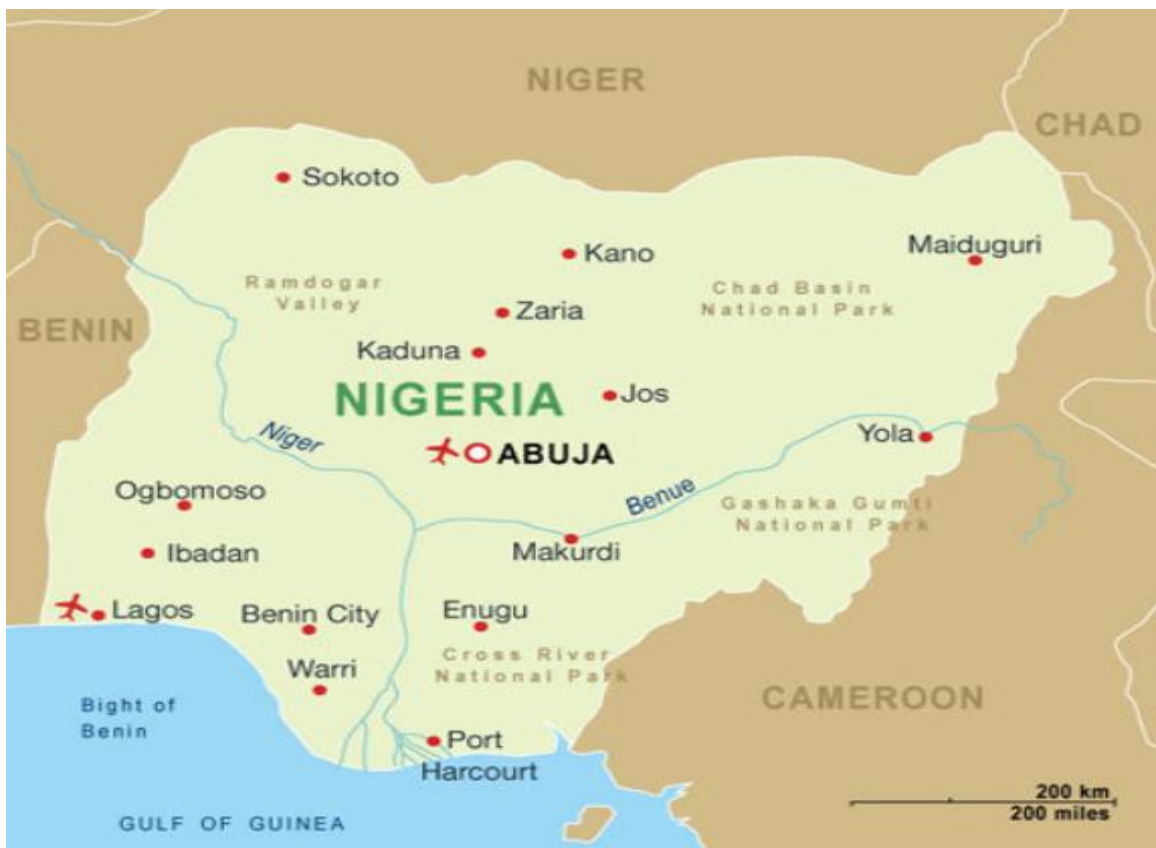 NIGER
CHAD
Sokoto
Kano
Maiduguri
Ramdogar
Valley
Chad Basin
National Park
Zaria
BENIN
Kaduna
NIGERIA
Jos
Niger
Yola
ABUJA
Ogbomoso
Benue
Gashaka Gumti
National Park
Ibadan
Makurdi
Lagos
Benin City
Enugu
Cross River
National Park
Warri
CAMEROON
Bight of
Benin
Port
Harcourt
200 km
200 miles
GULF OF GUINEA